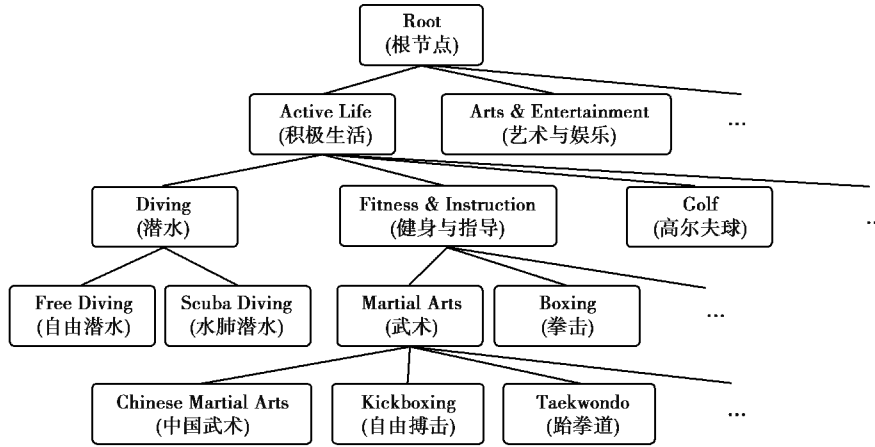 Root
(根节点)
Active Life
(积极生活)
Arts & Entertainment
(艺术与娱乐)
...
Diving
(潜水)
Fitness & Instruction
(健身与指导)
Golf
(高尔夫球)
...
Free Diving
(自由潜水)
Scuba Diving
(水肺潜水)
Martial Arts
(武术)
Boxing
(拳击)
...
Chinese Martial Arts
(中国武术)
Kickboxing
(自由搏击)
Taekwondo
(跆拳道)
...